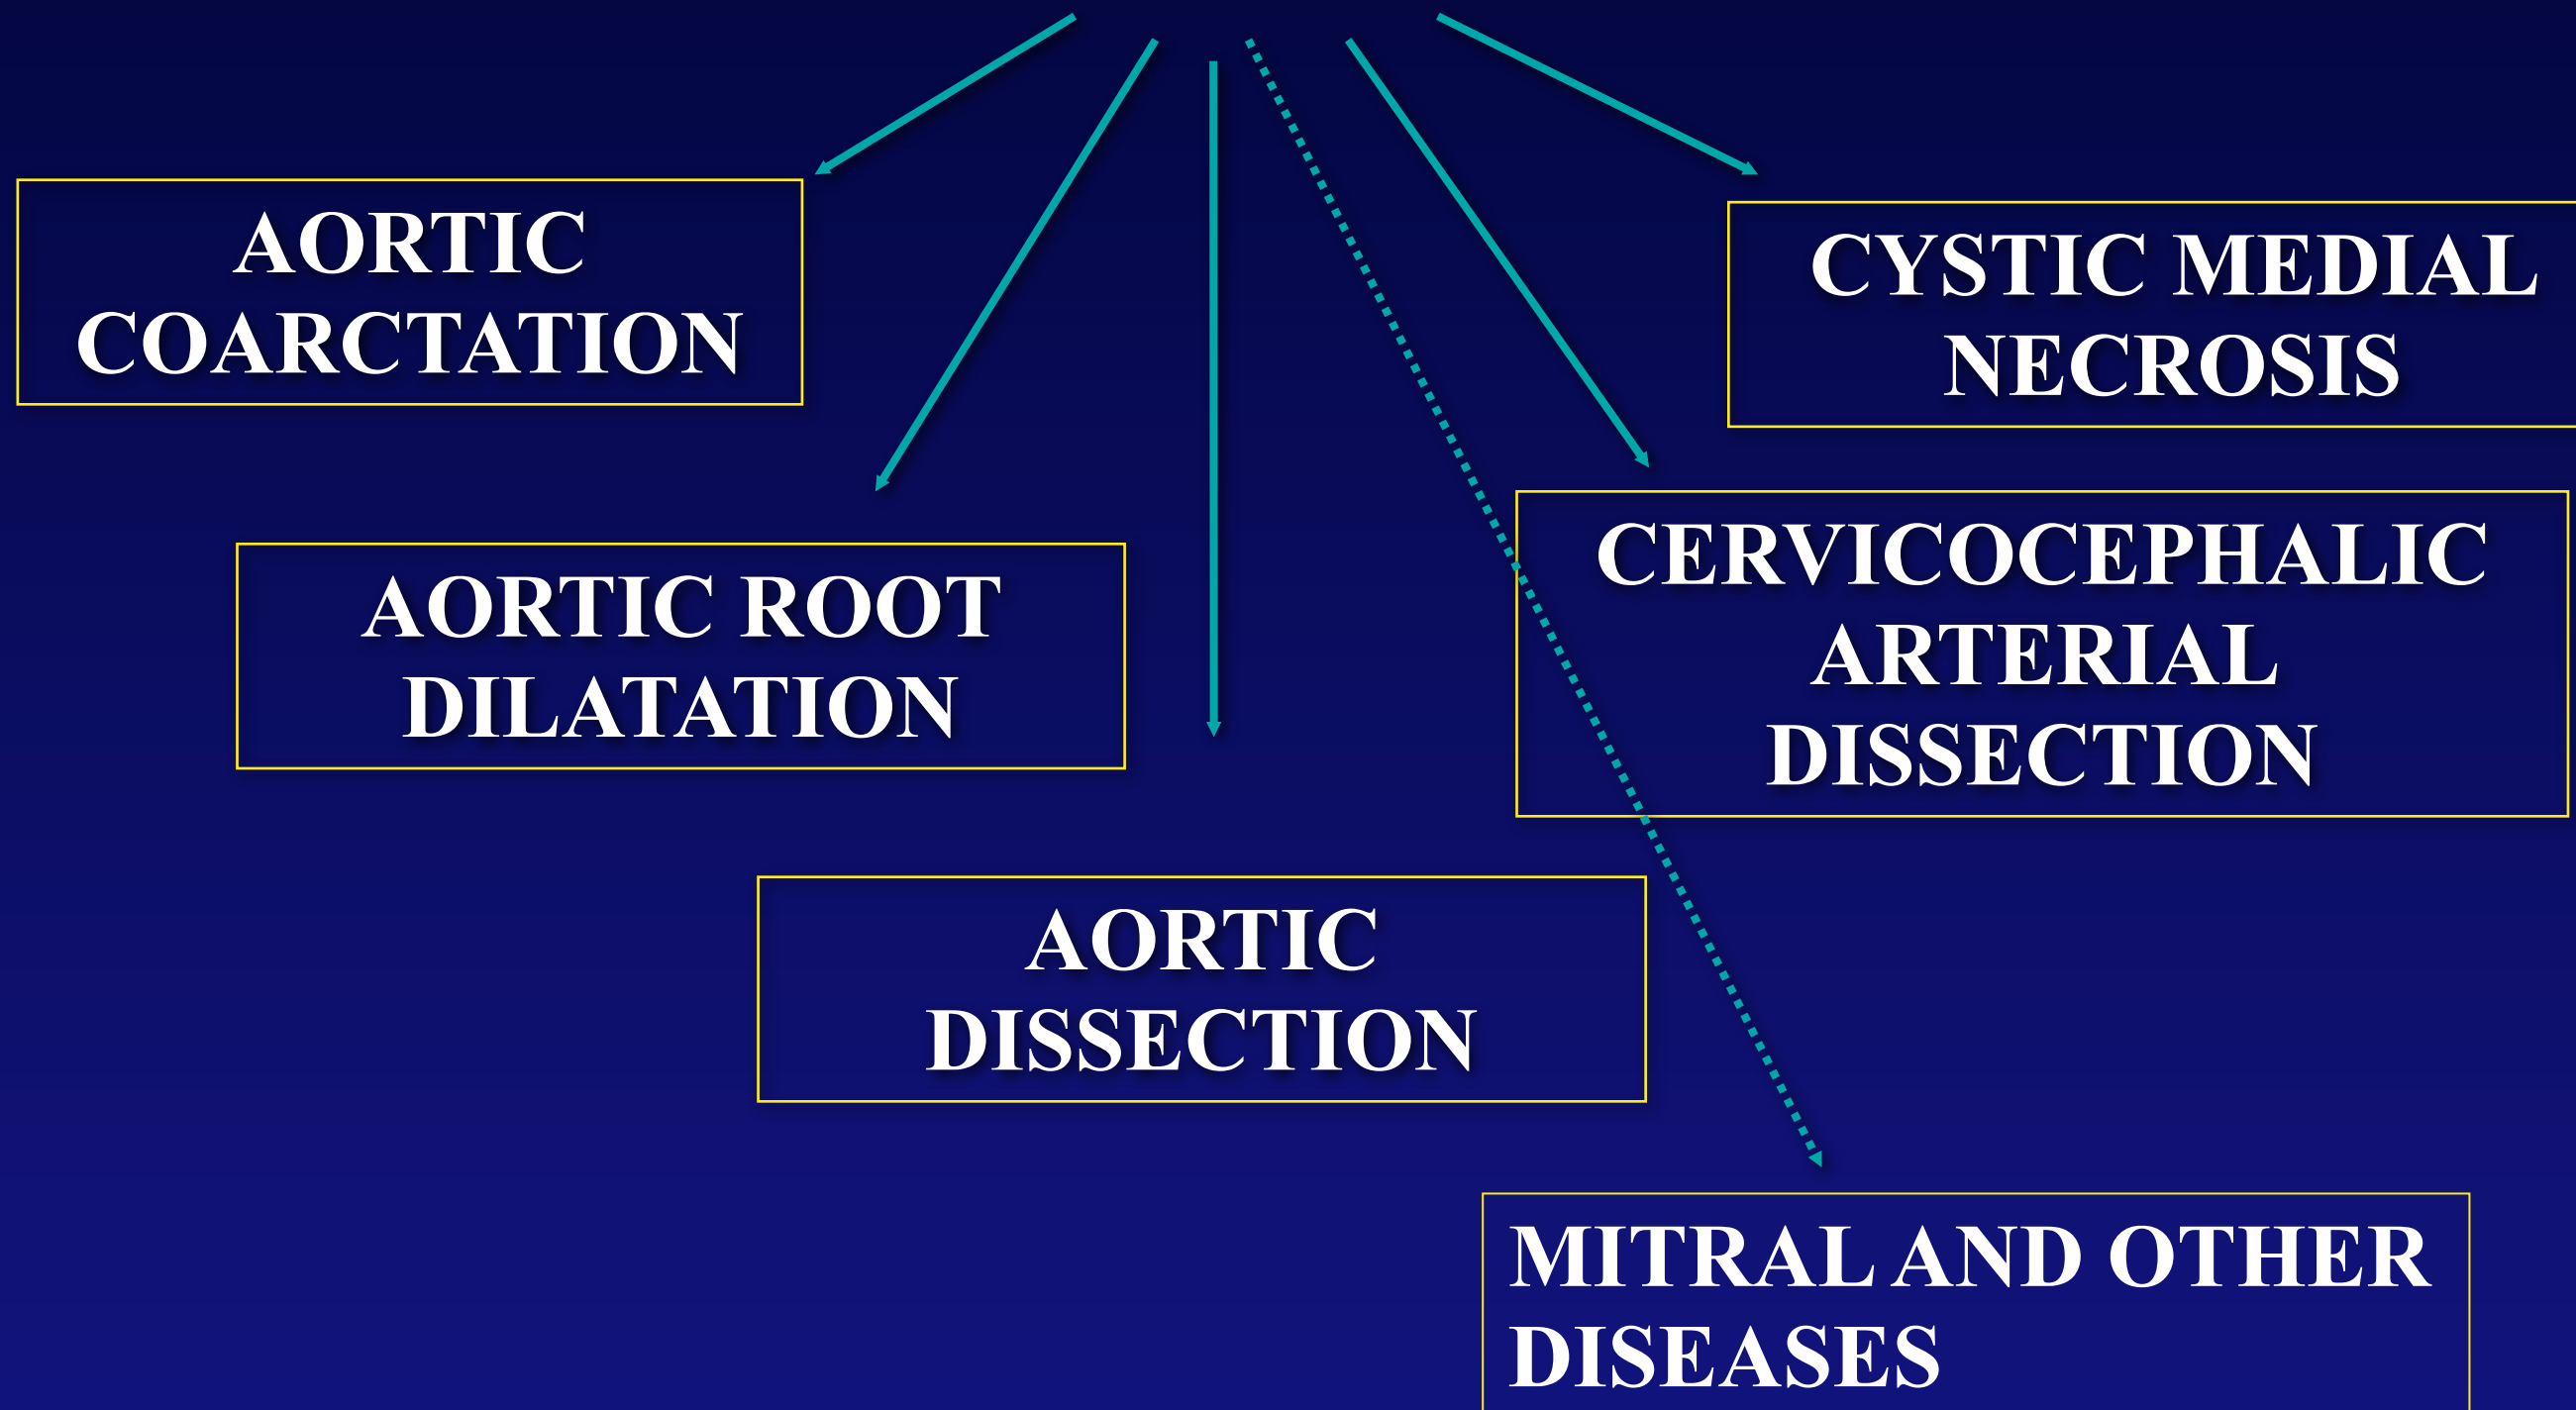 AORTIC
COARCTATION
CYSTIC MEDIAL
NECROSIS
AORTIC ROOT
DILATATION
CERVICOCEPHALIC
ARTERIAL
DISSECTION
AORTIC
DISSECTION
MITRAL AND OTHER
DISEASES